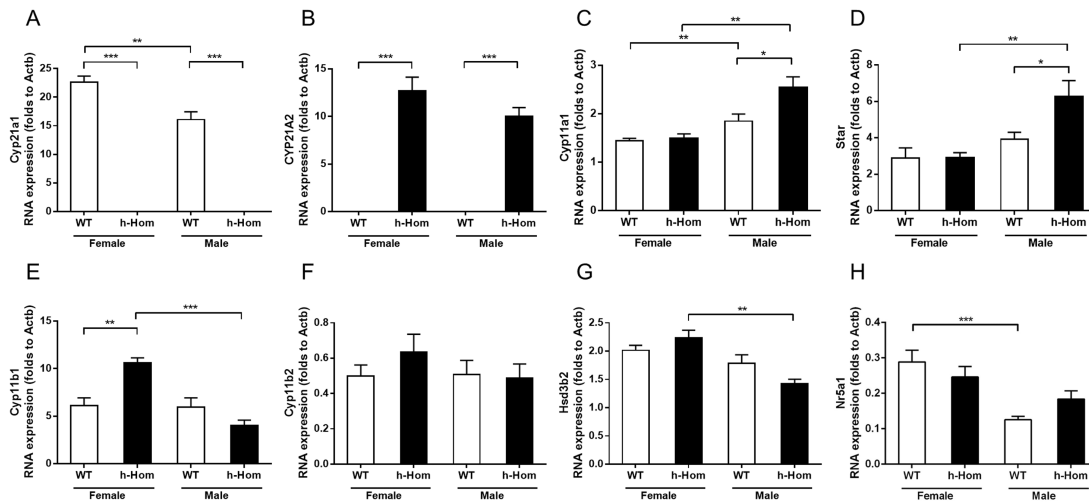 A
Cyp21a1
RNA expression (folds to Actb)
25
20
15
10
5
0
**
***
***
WT
h-Hom
WT
h-Hom
Female
Male
B
CYP21A2
RNA expression (folds to Actb)
15
10
5
0
***
***
WT
h-Hom
WT
h-Hom
Female
Male
C
Cyp11a1
RNA expression (folds to Actb)
3
2
1
0
**
**
*
WT
h-Hom
WT
h-Hom
Female
Male
D
Star
RNA expression (folds to Actb)
8
6
4
2
0
**
*
WT
h-Hom
WT
h-Hom
Female
Male
E
Cyp11b1
RNA expression (folds to Actb)
15
10
5
0
***
**
WT
h-Hom
WT
h-Hom
Female
Male
F
Cyp11b2
RNA expression (folds to Actb)
0.8
0.6
0.4
0.2
0.0
WT
h-Hom
WT
h-Hom
Female
Male
G
Hsd3b2
RNA expression (folds to Actb)
2.5
2.0
1.5
2.0
0.0
**
WT
h-Hom
WT
h-Hom
Female
Male
H
Nr5a1
RNA expression (folds to Actb)
0.4
0.3
0.2
0.1
0.0
***
WT
h-Hom
WT
h-Hom
Female
Male